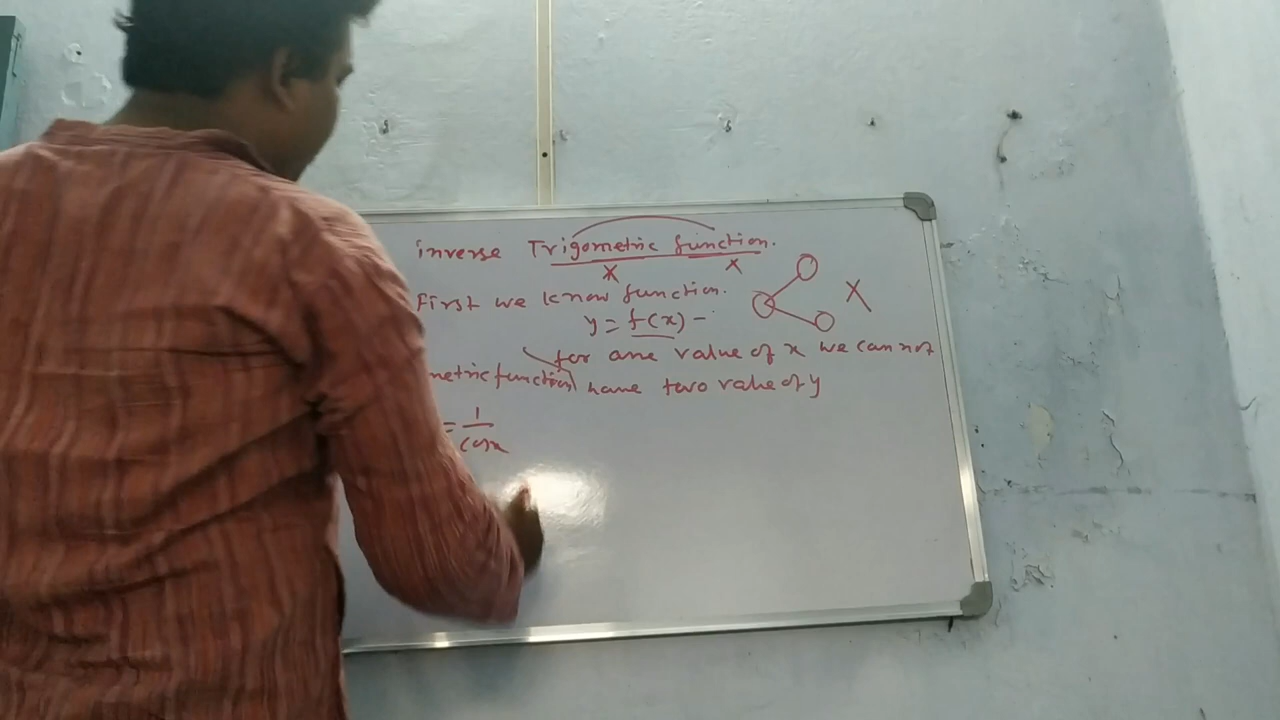 inverse Trigometric function.
x x
First we know function.
y = f(x) -
X
for one value of x we can not
metric function have two value of y
= 1/cosx